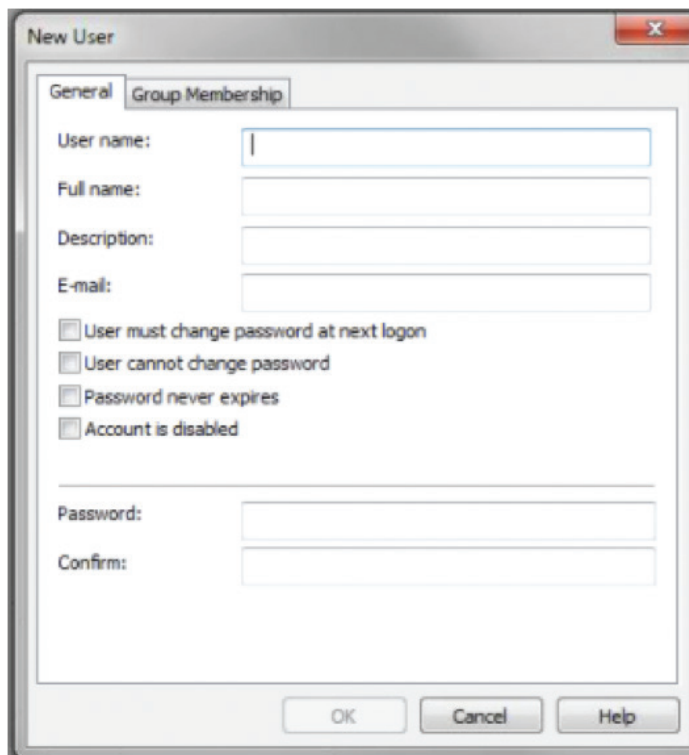 New User
General Group Membership
User name:
Full name:
Description:
E-mail:
User must change password at next logon
User cannot change password
Password never expires
Account is disabled
Password:
Confirm:
OK Cancel Help